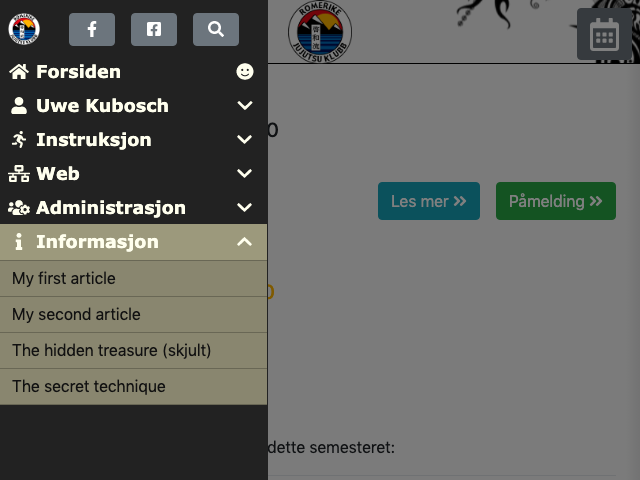 ROMERIKE
JUJUTSU KLUBB
Forsiden
Uwe Kubosch
0
Instruksjon
Web
Administrasjon
Les mer
Påmelding
Informasjon
My first article
0
My second article
The hidden treasure (skjult)
The secret technique
dette semesteret: